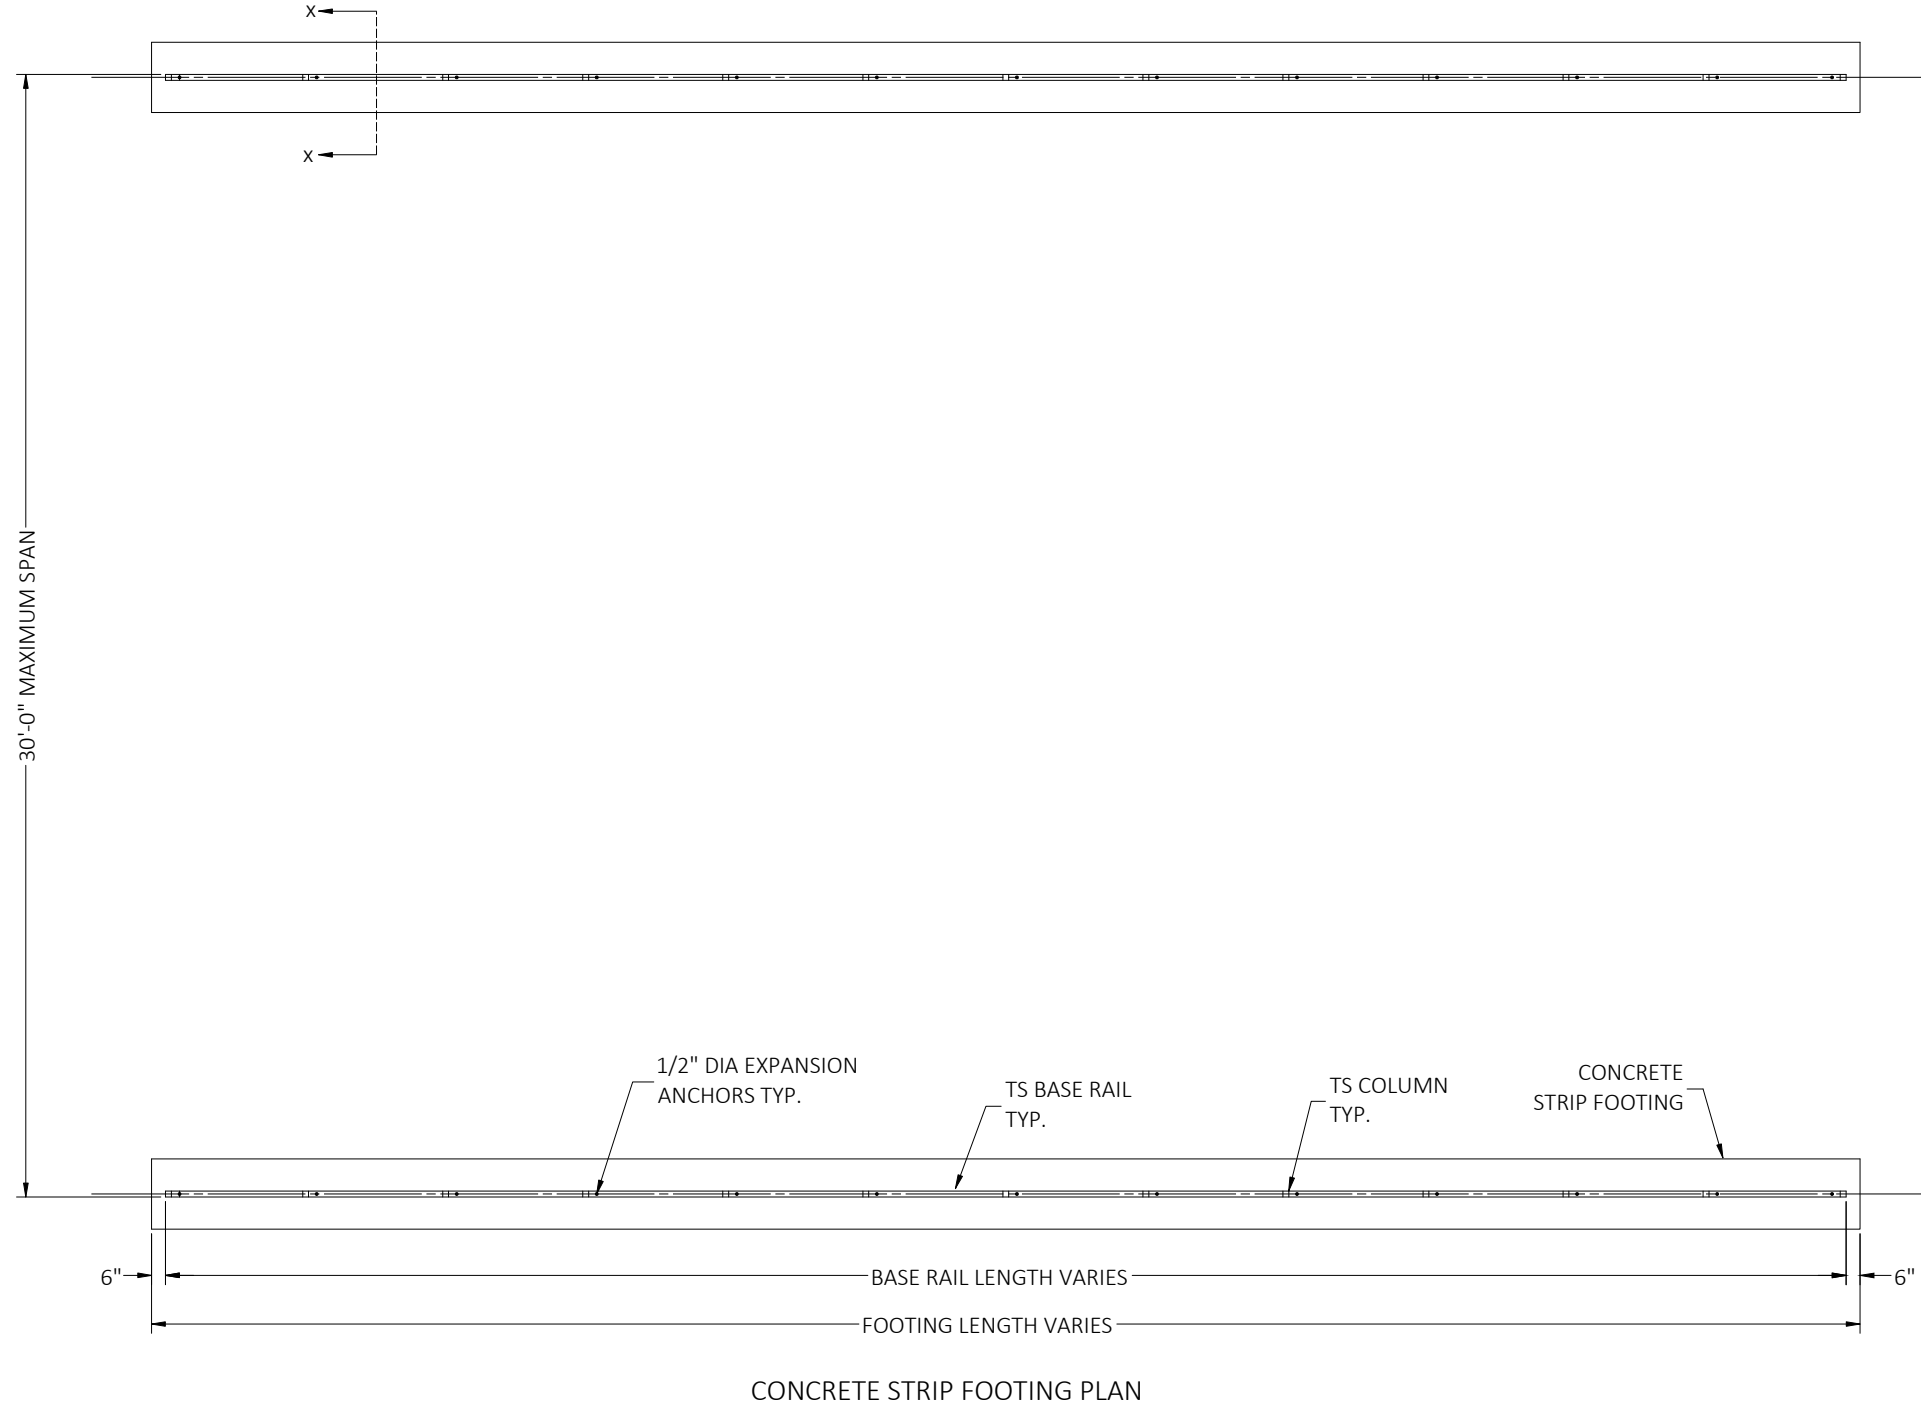 X
X
30'-0" MAXIMUM SPAN
1/2" DIA EXPANSION
ANCHORS TYP.
TS BASE RAIL
TYP.
TS COLUMN
TYP.
CONCRETE
STRIP FOOTING
6"
BASE RAIL LENGTH VARIES
6"
FOOTING LENGTH VARIES
CONCRETE STRIP FOOTING PLAN